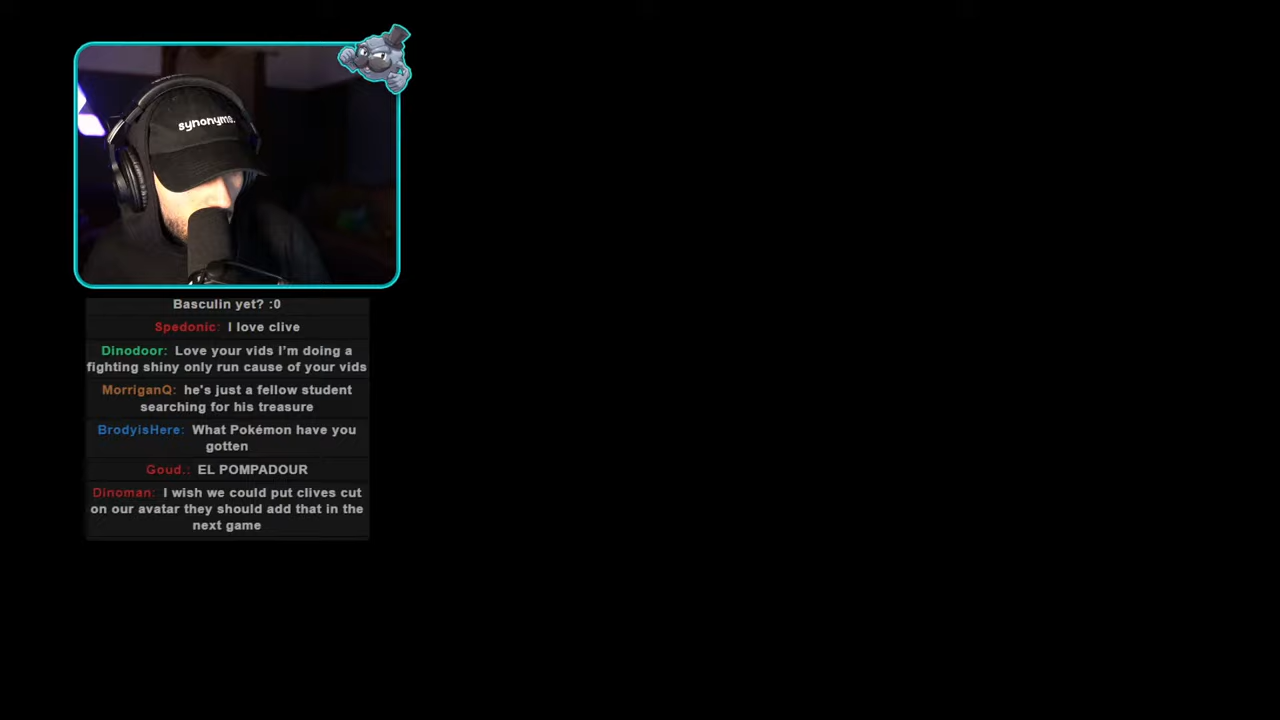 synonyms.
Basculin yet? :0
Spedonic: I love clive
Dinodoor: Love your vids I'm doing a
fighting shiny only run cause of your vids
MorriganQ: he's just a fellow student
searching for his treasure
BrodyisHere: What Pokémon have you
gotten
Goud.: EL POMPADOUR
Dinoman: I wish we could put clives cut
on our avatar they should add that in the
next game